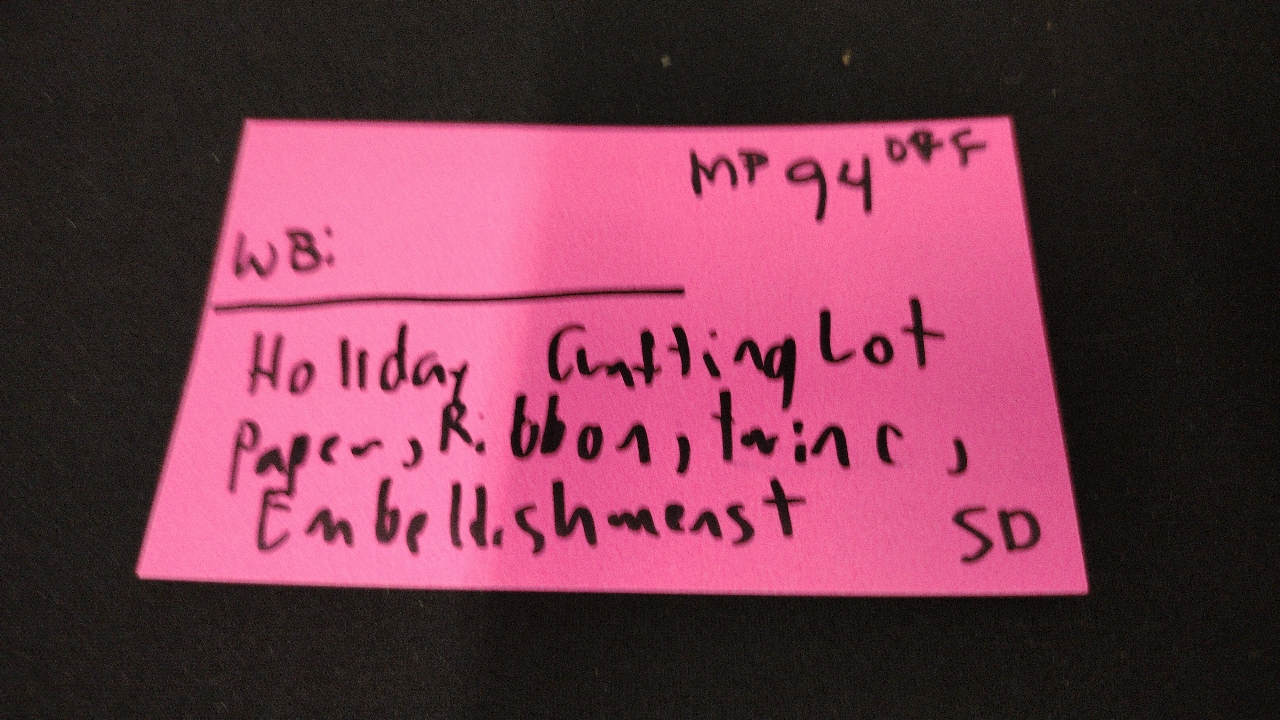 MP 94 OFF
WB:
Holiday Crafting Lot
Paper, Ribbon, twine,
Embellishmenst
SD